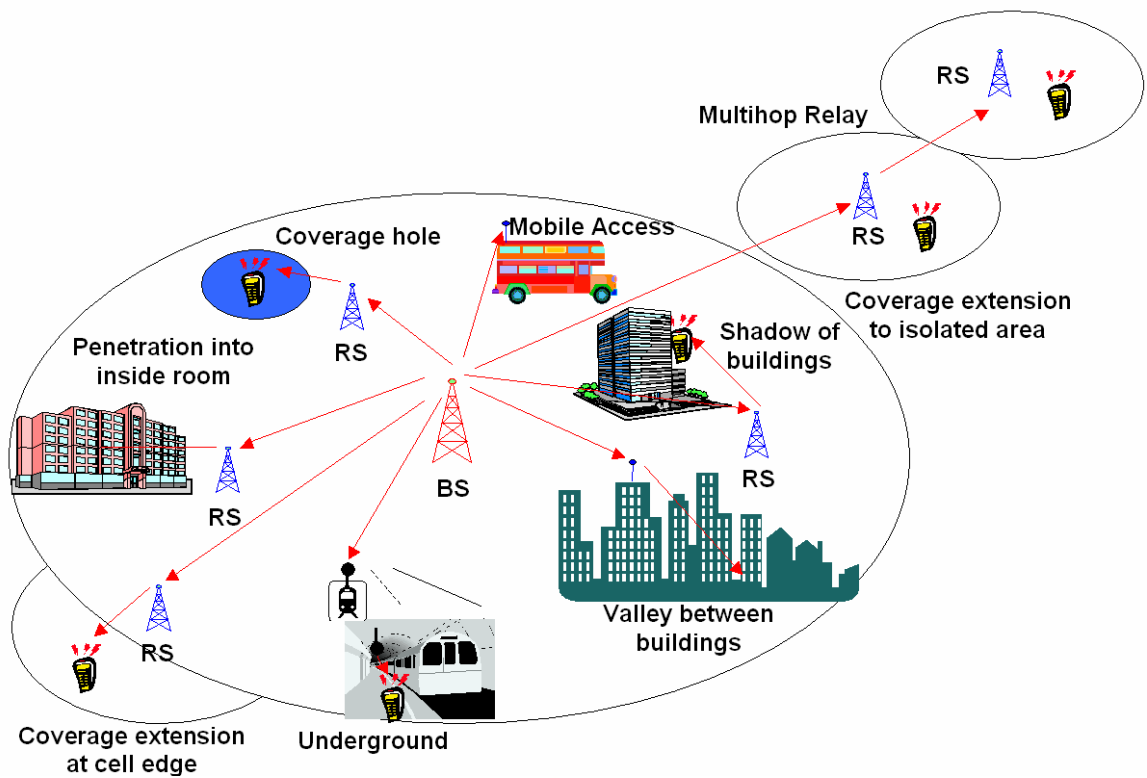 RS
Multihop Relay
RS
Mobile Access
Coverage hole
RS
Coverage extension
to isolated area
Shadow of
buildings
Penetration into
inside room
BS
RS
RS
RS
Valley between
buildings
Coverage extension
at cell edge
Underground